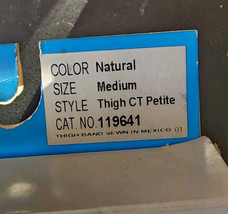 COLOR Natural
SIZE Medium
STYLE Thigh CT Petite
CAT. NO. 119641
THIGH BAND SEWN IN MEXICO 01